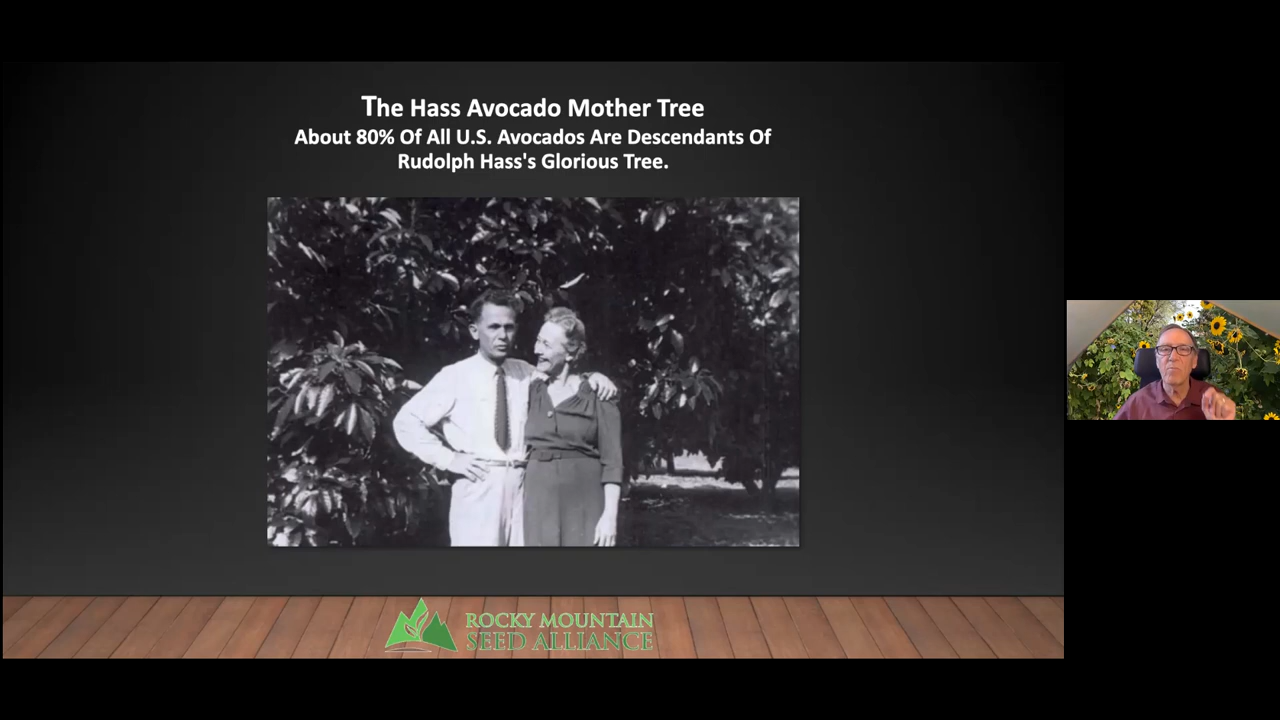 The Hass Avocado Mother Tree
About 80% Of All U.S. Avocados Are Descendants Of
Rudolph Hass's Glorious Tree.
ROCKY MOUNTAIN
SEED ALLIANCE